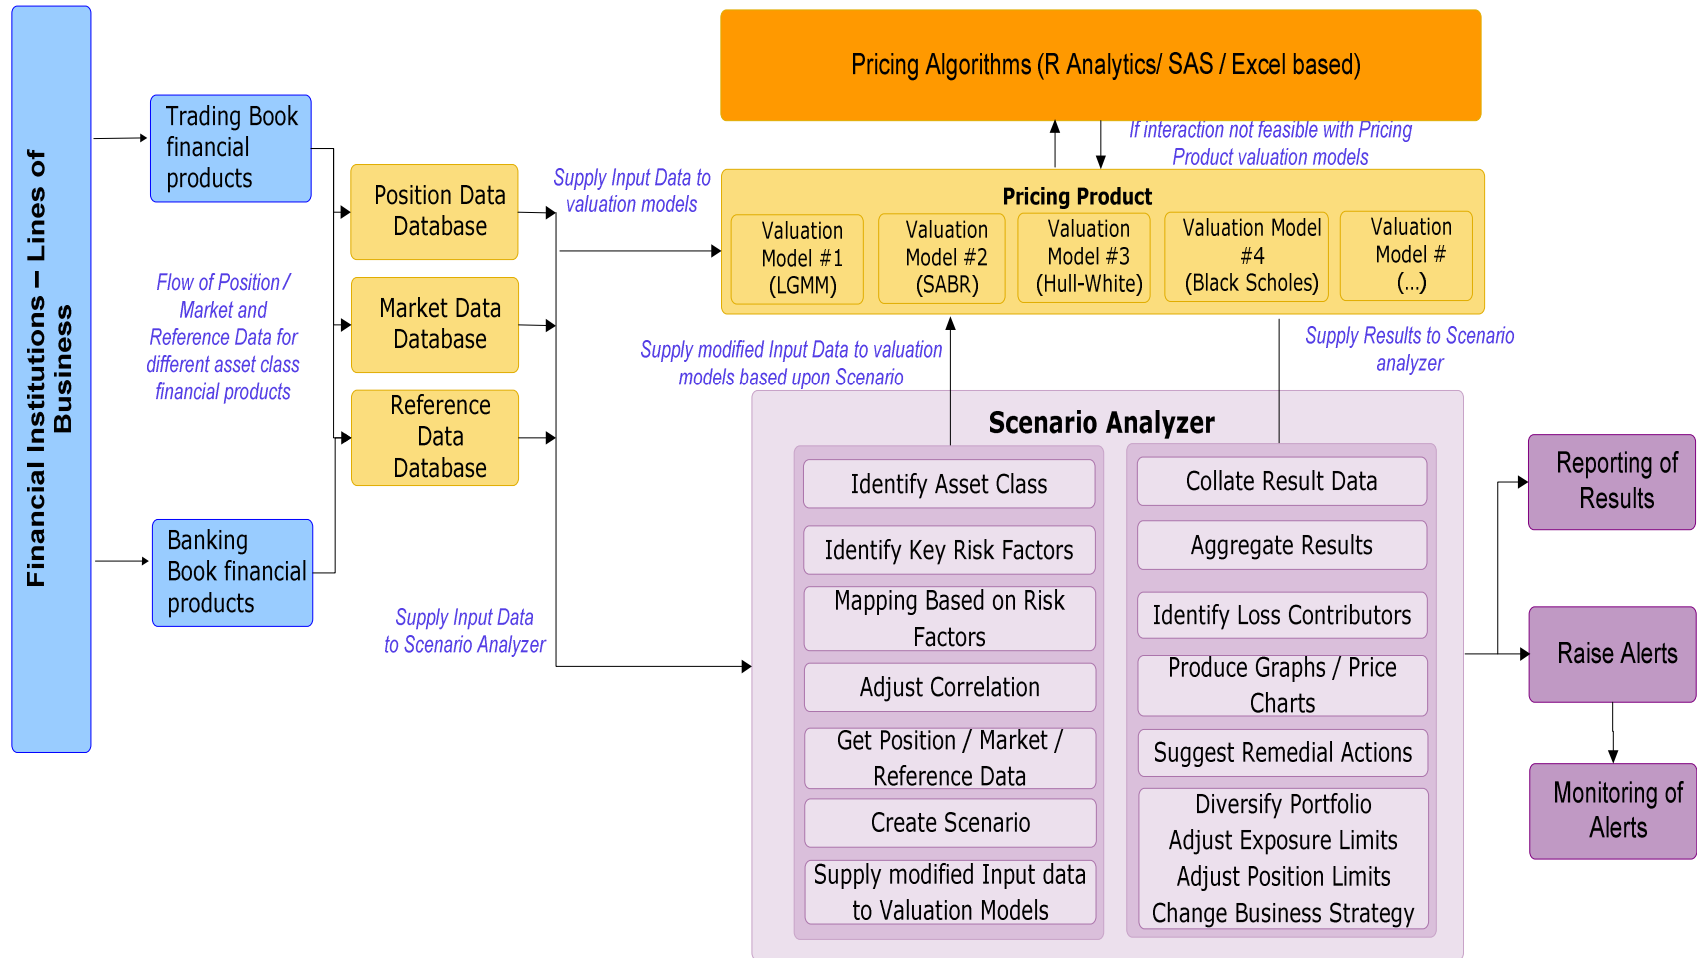 Financial Institutions – Lines of
Business
Trading Book
financial
products
Flow of Position /
Market and
Reference Data for
different asset class
financial products
Banking
Book financial
products
Position Data
Database
Market Data
Database
Reference
Data
Database
Supply Input Data to
valuation models
Supply Input Data
to Scenario Analyzer
Pricing Algorithms (R Analytics/ SAS / Excel based)
If interaction not feasible with Pricing
Product valuation models
Pricing Product
Valuation
Model #1
(LGMM)
Valuation
Model #2
(SABR)
Valuation
Model #3
(Hull-White)
Valuation Model
#4
(Black Scholes)
Valuation
Model #
(...)
Supply modified Input Data to valuation
models based upon Scenario
Supply Results to Scenario
analyzer
Scenario Analyzer
Identify Asset Class
Identify Key Risk Factors
Mapping Based on Risk
Factors
Adjust Correlation
Get Position / Market /
Reference Data
Create Scenario
Supply modified Input data
to Valuation Models
Collate Result Data
Aggregate Results
Identify Loss Contributors
Produce Graphs / Price
Charts
Suggest Remedial Actions
Diversify Portfolio
Adjust Exposure Limits
Adjust Position Limits
Change Business Strategy
Reporting of
Results
Raise Alerts
Monitoring of
Alerts